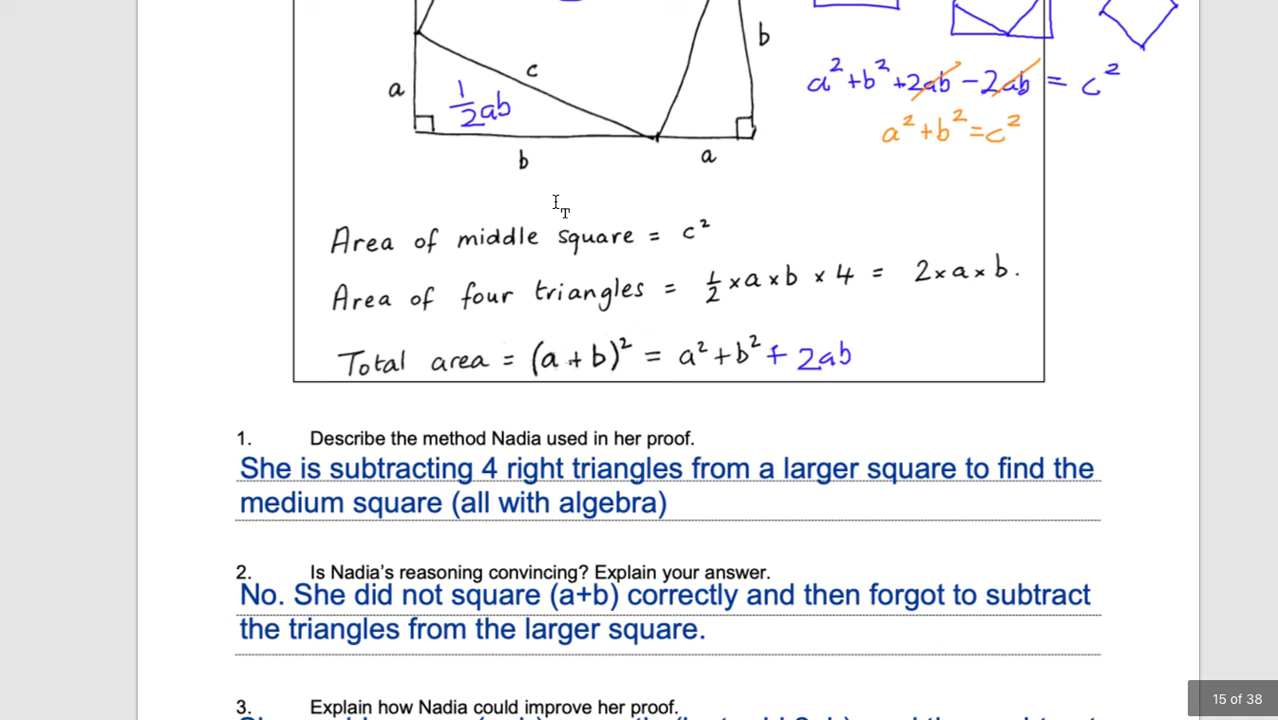 b
a²+b²+2ab-2ab = c²
c
a
½ab
a²+b²=c²
b
a
Area of middle square = c²
Area of four triangles = ½ × a × b × 4 = 2 × a × b.
Total area = (a + b)² = a² + b² + 2ab
1. Describe the method Nadia used in her proof.
She is subtracting 4 right triangles from a larger square to find the
medium square (all with algebra)
2. Is Nadia's reasoning convincing? Explain your answer.
No. She did not square (a+b) correctly and then forgot to subtract
the triangles from the larger square.
15 of 38
3. Explain how Nadia could improve her proof.